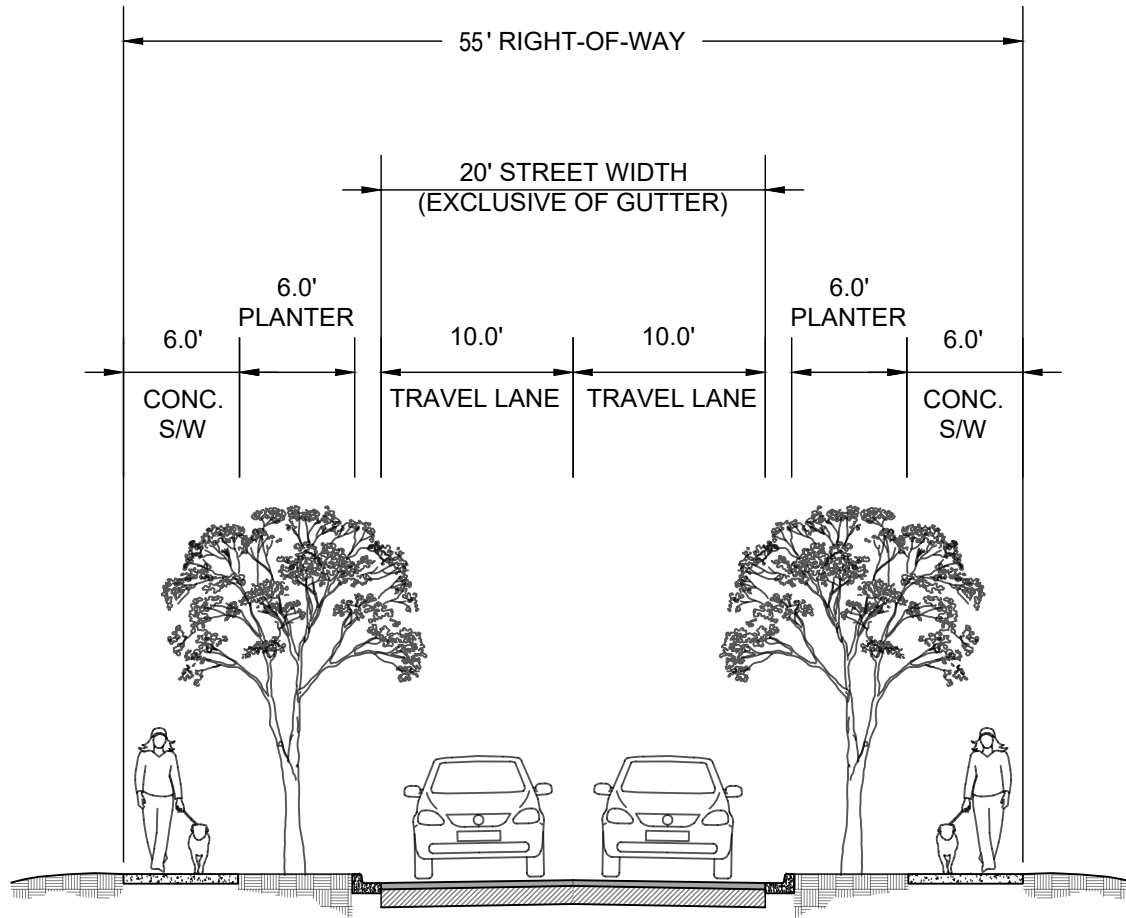 55' RIGHT-OF-WAY
20' STREET WIDTH
(EXCLUSIVE OF GUTTER)
6.0'
PLANTER
6.0'
PLANTER
6.0'
10.0'
10.0'
6.0'
CONC.
S/W
TRAVEL LANE
TRAVEL LANE
CONC.
S/W